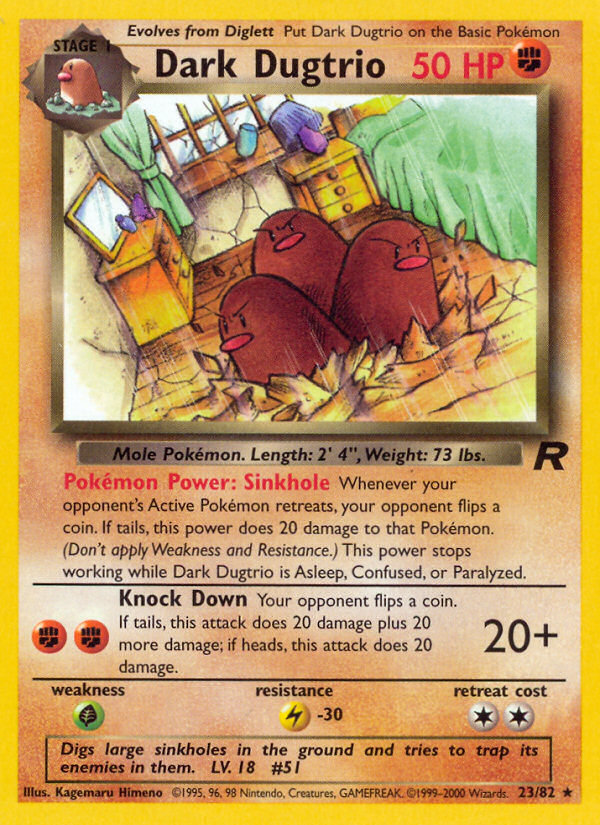 Evolves from Diglett Put Dark Dugtrio on the Basic Pokémon
STAGE 1
Dark Dugtrio 50 HP
Mole Pokémon. Length: 2' 4", Weight: 73 lbs.
R
Pokémon Power: Sinkhole Whenever your
opponent's Active Pokémon retreats, your opponent flips a
coin. If tails, this power does 20 damage to that Pokémon.
(Don't apply Weakness and Resistance.) This power stops
working while Dark Dugtrio is Asleep, Confused, or Paralyzed.
Knock Down Your opponent flips a coin.
If tails, this attack does 20 damage plus 20
more damage; if heads, this attack does 20
damage.
20+
weakness resistance retreat cost
-30
Digs large sinkholes in the ground and tries to trap its
enemies in them. LV. 18 #51
Illus. Kagemaru Himeno ©1995, 96, 98 Nintendo, Creatures, GAMEFREAK. ©1999-2000 Wizards. 23/82 ★